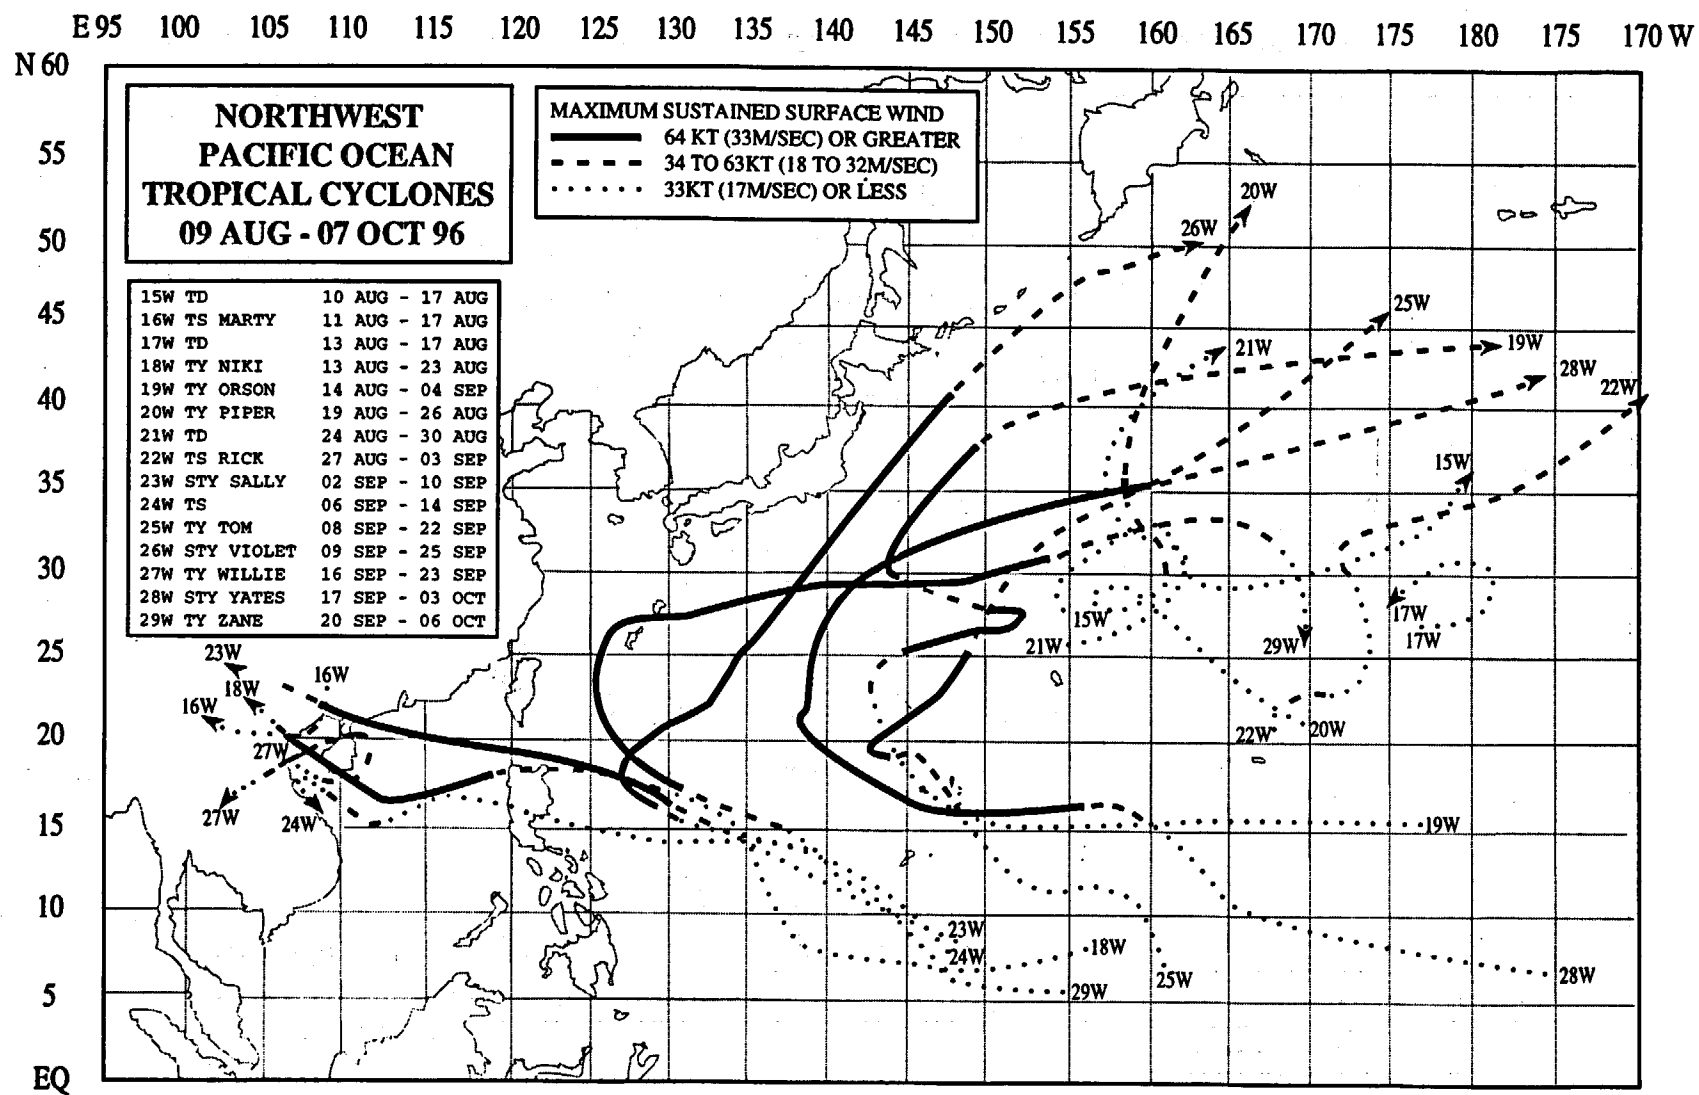 E 95 100 105 110 115 120 125 130 135 140 145 150 155 160 165 170 175 180 175 170 W
N 60
55
50
45
40
35
30
25
20
15
10
5
EQ
NORTHWEST
PACIFIC OCEAN
TROPICAL CYCLONES
09 AUG - 07 OCT 96
MAXIMUM SUSTAINED SURFACE WIND
64 KT (33M/SEC) OR GREATER
34 TO 63KT (18 TO 32M/SEC)
33KT (17M/SEC) OR LESS
15W TD 10 AUG - 17 AUG
16W TS MARTY 11 AUG - 17 AUG
17W TD 13 AUG - 17 AUG
18W TY NIKI 13 AUG - 23 AUG
19W TY ORSON 14 AUG - 04 SEP
20W TY PIPER 19 AUG - 26 AUG
21W TD 24 AUG - 30 AUG
22W TS RICK 27 AUG - 03 SEP
23W STY SALLY 02 SEP - 10 SEP
24W TS 06 SEP - 14 SEP
25W TY TOM 08 SEP - 22 SEP
26W STY VIOLET 09 SEP - 25 SEP
27W TY WILLIE 16 SEP - 23 SEP
28W STY YATES 17 SEP - 03 OCT
29W TY ZANE 20 SEP - 06 OCT
20W
26W
25W
21W
19W
28W
22W
15W
17W
15W
17W
21W
29W
23W
16W
18W
16W
22W
20W
27W
27W
24W
19W
23W
18W
24W
25W
28W
29W